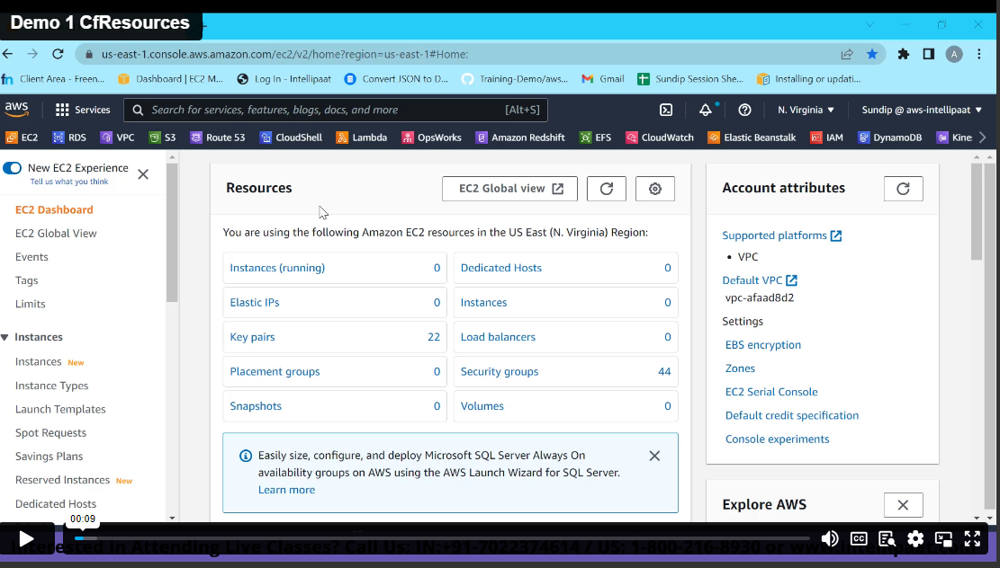 Demo 1 CfResources
us-east-1.console.aws.amazon.com/ec2/v2/home?region=us-east-1#Home:
A
fn Client Area - Freen... Dashboard | EC2 M... Log In - Intellipaat Convert JSON to D... Training-Demo/aws... Gmail Sundip Session She... Installing or updati...
aws Services Search for services, features, blogs, docs, and more [Alt+S] N. Virginia Sundip @ aws-intellipaat
EC2 RDS VPC S3 Route 53 CloudShell Lambda OpsWorks Amazon Redshift EFS CloudWatch Elastic Beanstalk IAM DynamoDB Kine
New EC2 Experience
Tell us what you think
EC2 Dashboard
EC2 Global View
Events
Tags
Limits
Instances
Instances New
Instance Types
Launch Templates
Spot Requests
Savings Plans
Reserved Instances New
Dedicated Hosts
Resources
EC2 Global view
You are using the following Amazon EC2 resources in the US East (N. Virginia) Region:
Instances (running) 0 Dedicated Hosts 0
Elastic IPs 0 Instances 0
Key pairs 22 Load balancers 0
Placement groups 0 Security groups 44
Snapshots 0 Volumes 0
Easily size, configure, and deploy Microsoft SQL Server Always On
availability groups on AWS using the AWS Launch Wizard for SQL Server.
Learn more
Account attributes
Supported platforms
• VPC
Default VPC
vpc-afaad8d2
Settings
EBS encryption
Zones
EC2 Serial Console
Default credit specification
Console experiments
Explore AWS
00:09
Interested in Attending Live Classes? Call Us: IN:+91-7022374614 / US: 1-800-216-8930 or
CC